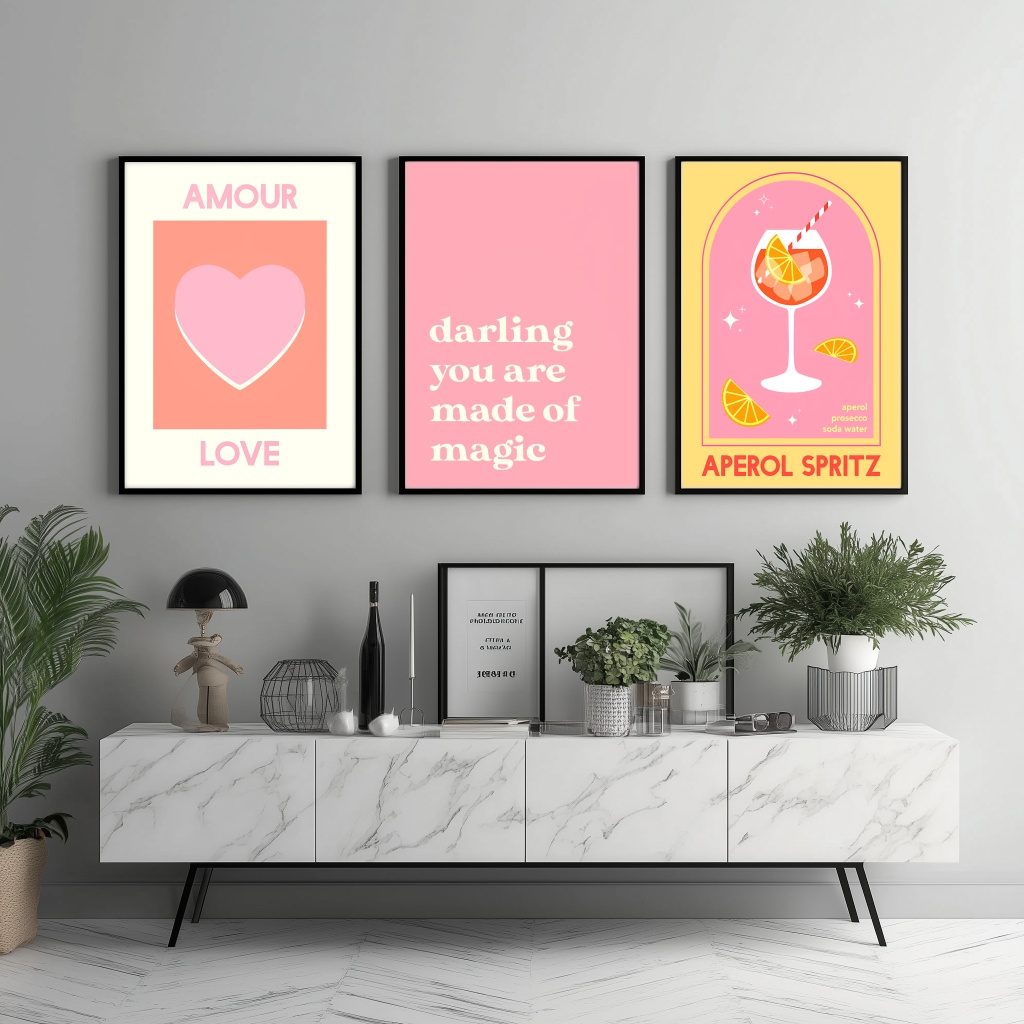 AMOUR
LOVE
darling
you are
made of
magic
aperol
prosecco
soda water
APEROL SPRITZ